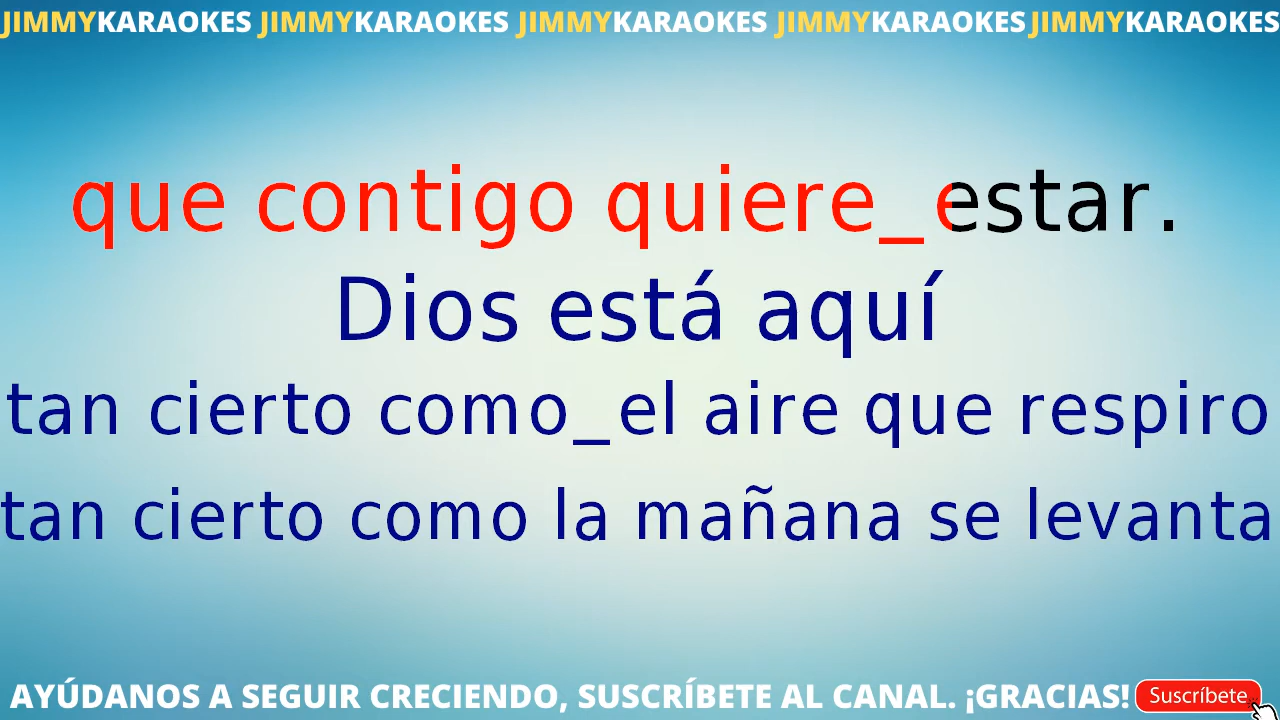 JIMMYKARAOKES JIMMYKARAOKES JIMMYKARAOKES JIMMYKARAOKES JIMMYKARAOKES
que contigo quiere_estar.
Dios está aquí
tan cierto como_el aire que respiro
tan cierto como la mañana se levanta
AYÚDANOS A SEGUIR CRECIENDO, SUSCRÍBETE AL CANAL. ¡GRACIAS! Suscríbete